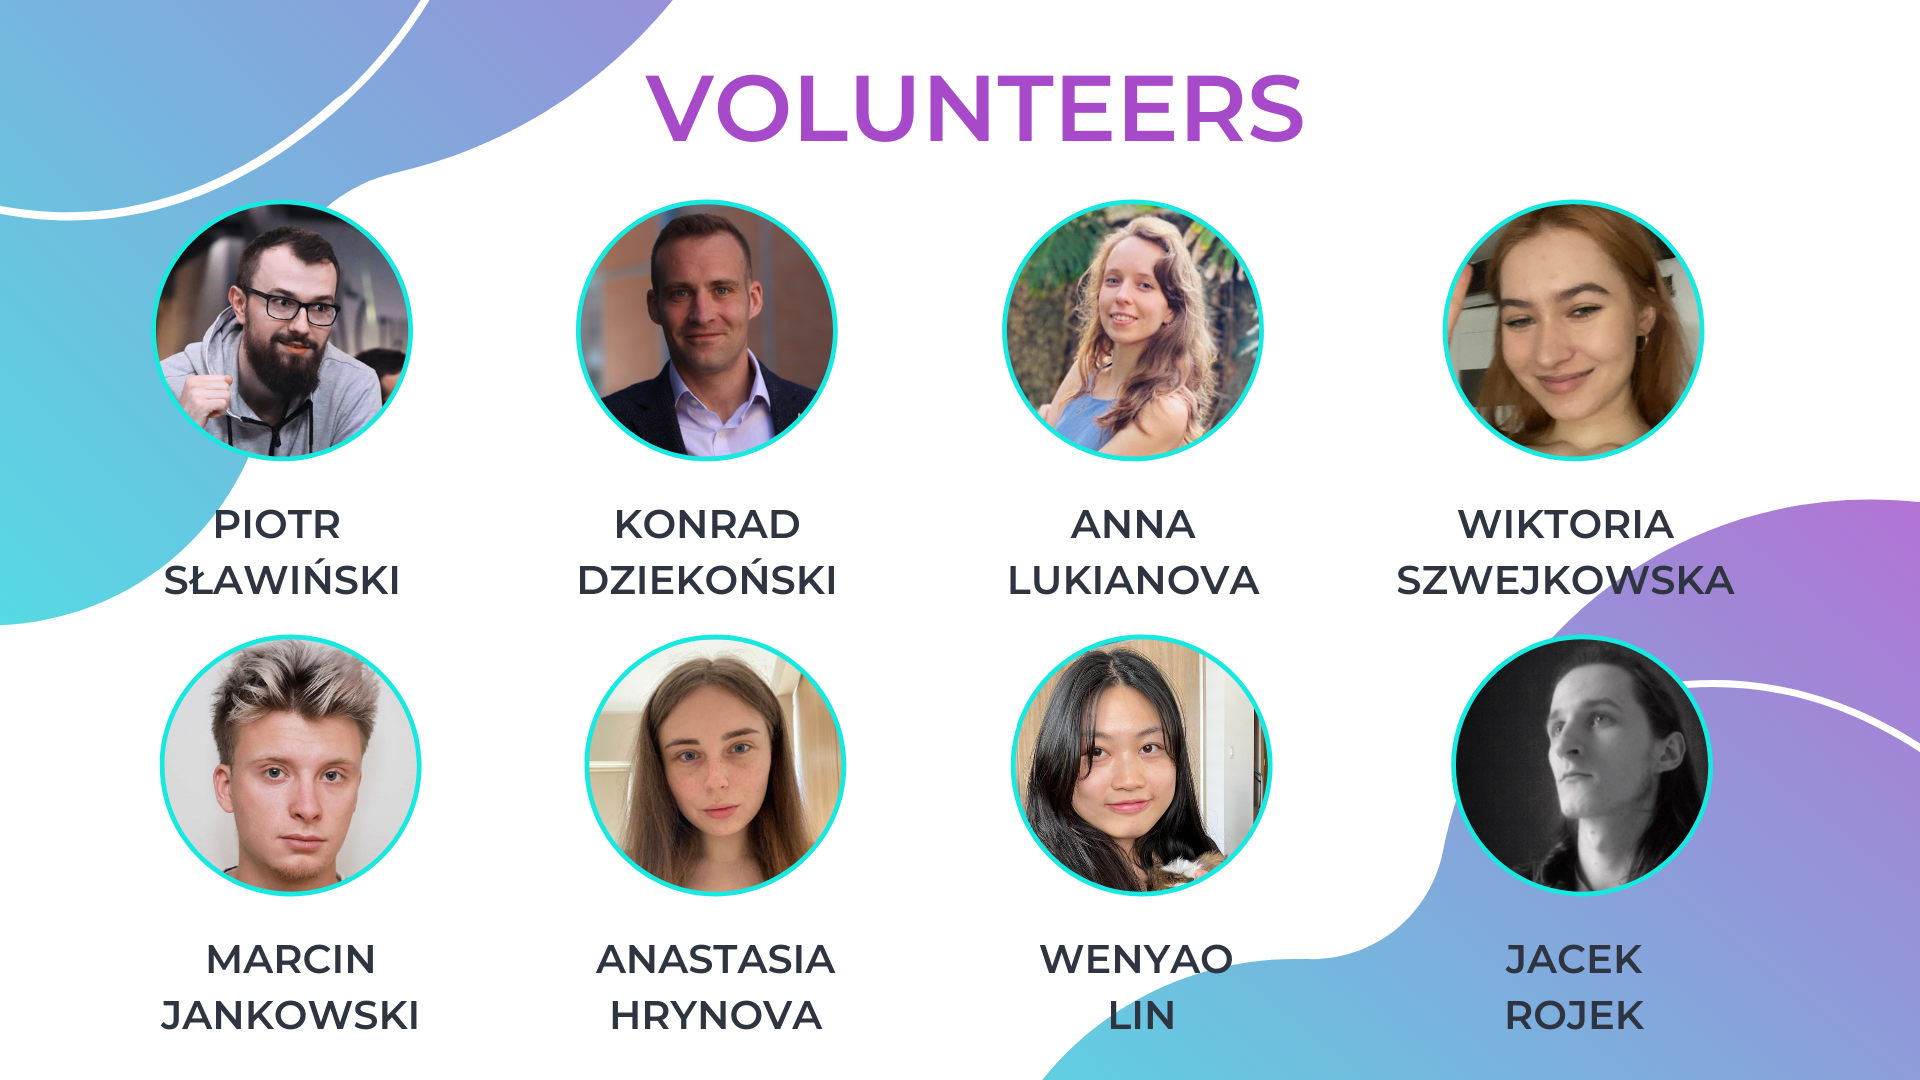 VOLUNTEERS
PIOTR
SŁAWIŃSKI
KONRAD
DZIEKOŃSKI
ANNA
LUKIANOVA
WIKTORIA
SZWEJKOWSKA
MARCIN
JANKOWSKI
ANASTASIA
HRYNOVA
WENYAO
LIN
JACEK
ROJEK